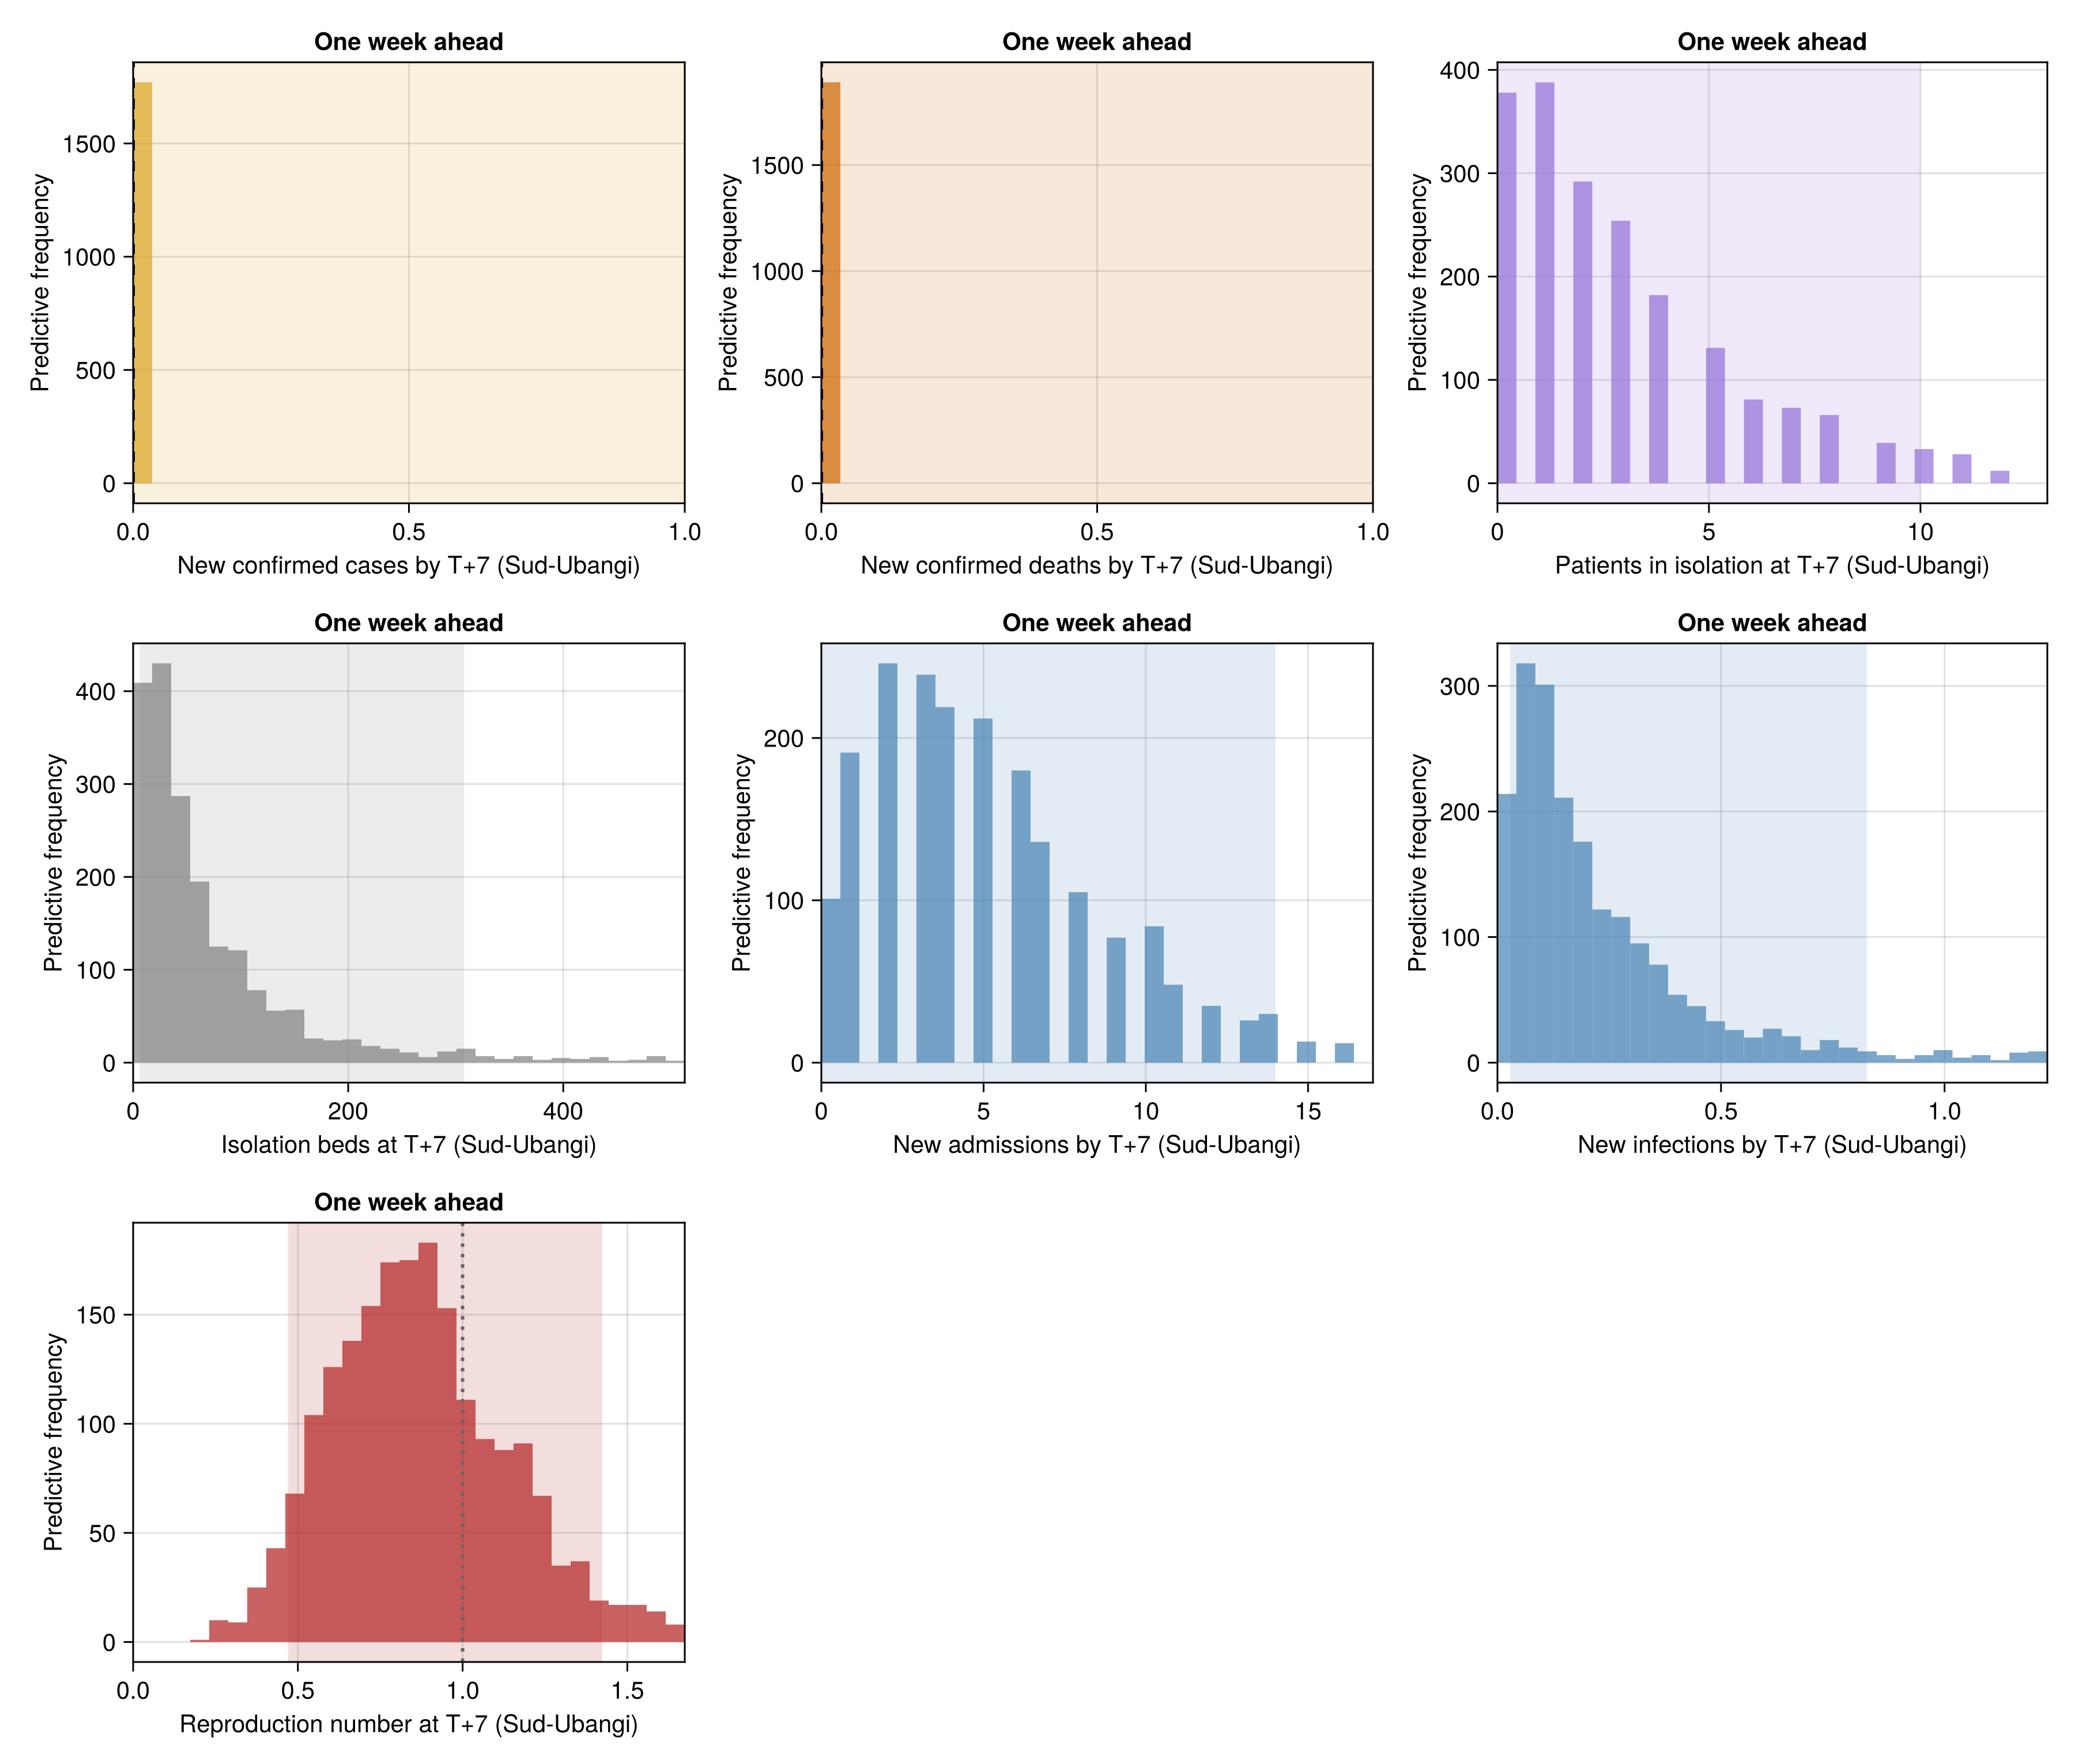 One week ahead
One week ahead
One week ahead
Predictive frequency
1500
1000
500
0
0.0 0.5 1.0
New confirmed cases by T+7 (Sud-Ubangi)
Predictive frequency
1500
1000
500
0
0.0 0.5 1.0
New confirmed deaths by T+7 (Sud-Ubangi)
Predictive frequency
400
300
200
100
0
0 5 10
Patients in isolation at T+7 (Sud-Ubangi)
One week ahead
One week ahead
One week ahead
Predictive frequency
400
300
200
100
0
0 200 400
Isolation beds at T+7 (Sud-Ubangi)
Predictive frequency
200
100
0
0 5 10 15
New admissions by T+7 (Sud-Ubangi)
Predictive frequency
300
200
100
0
0.0 0.5 1.0
New infections by T+7 (Sud-Ubangi)
One week ahead
Predictive frequency
150
100
50
0
0.0 0.5 1.0 1.5
Reproduction number at T+7 (Sud-Ubangi)